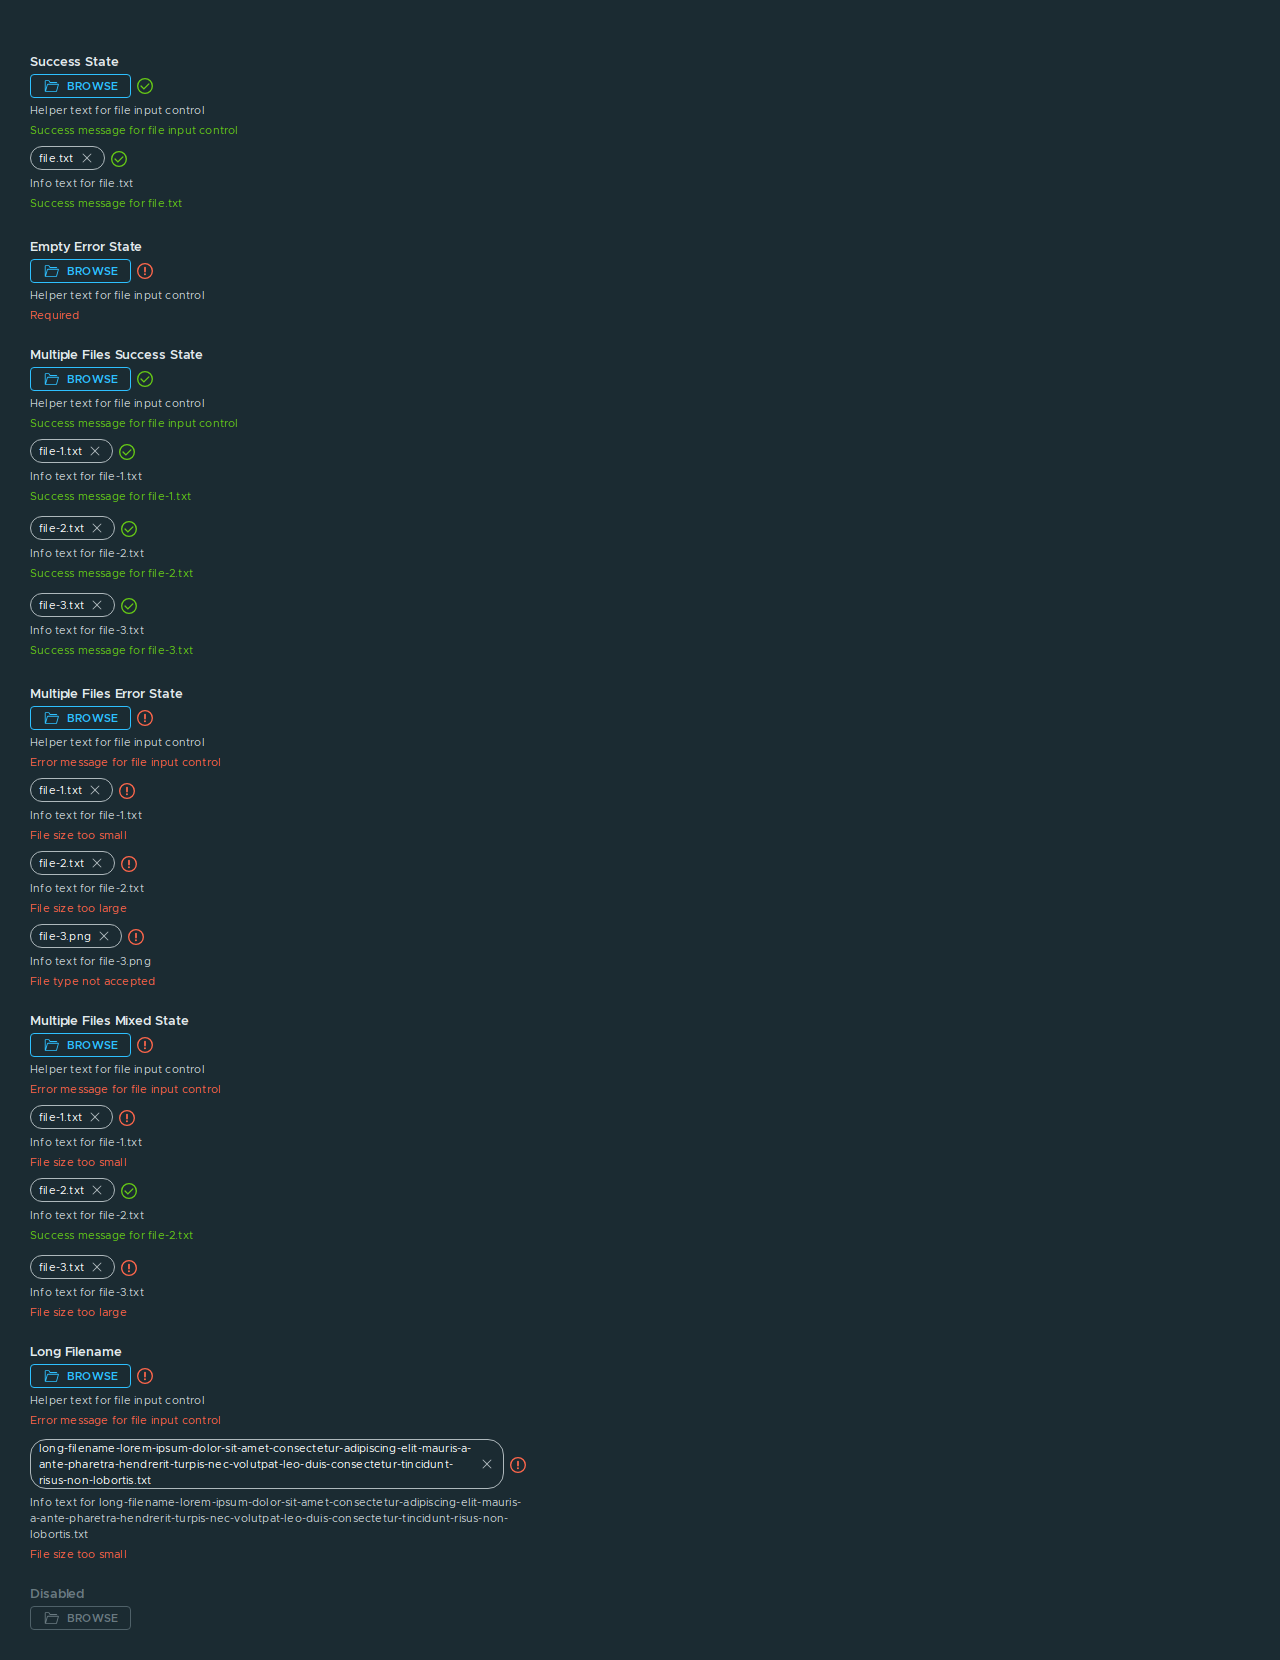 Success State
BROWSE
Helper text for file input control
Success message for file input control
file.txt
Info text for file.txt
Success message for file.txt
Empty Error State
BROWSE
Helper text for file input control
Required
Multiple Files Success State
BROWSE
Helper text for file input control
Success message for file input control
file-1.txt
Info text for file-1.txt
Success message for file-1.txt
file-2.txt
Info text for file-2.txt
Success message for file-2.txt
file-3.txt
Info text for file-3.txt
Success message for file-3.txt
Multiple Files Error State
BROWSE
Helper text for file input control
Error message for file input control
file-1.txt
Info text for file-1.txt
File size too small
file-2.txt
Info text for file-2.txt
File size too large
file-3.png
Info text for file-3.png
File type not accepted
Multiple Files Mixed State
BROWSE
Helper text for file input control
Error message for file input control
file-1.txt
Info text for file-1.txt
File size too small
file-2.txt
Info text for file-2.txt
Success message for file-2.txt
file-3.txt
Info text for file-3.txt
File size too large
Long Filename
BROWSE
Helper text for file input control
Error message for file input control
long-filename-lorem-ipsum-dolor-sit-amet-consectetur-adipiscing-elit-mauris-a-
ante-pharetra-hendrerit-turpis-nec-volutpat-leo-duis-consectetur-tincidunt-
risus-non-lobortis.txt
Info text for long-filename-lorem-ipsum-dolor-sit-amet-consectetur-adipiscing-elit-mauris-
a-ante-pharetra-hendrerit-turpis-nec-volutpat-leo-duis-consectetur-tincidunt-risus-non-
lobortis.txt
File size too small
Disabled
BROWSE